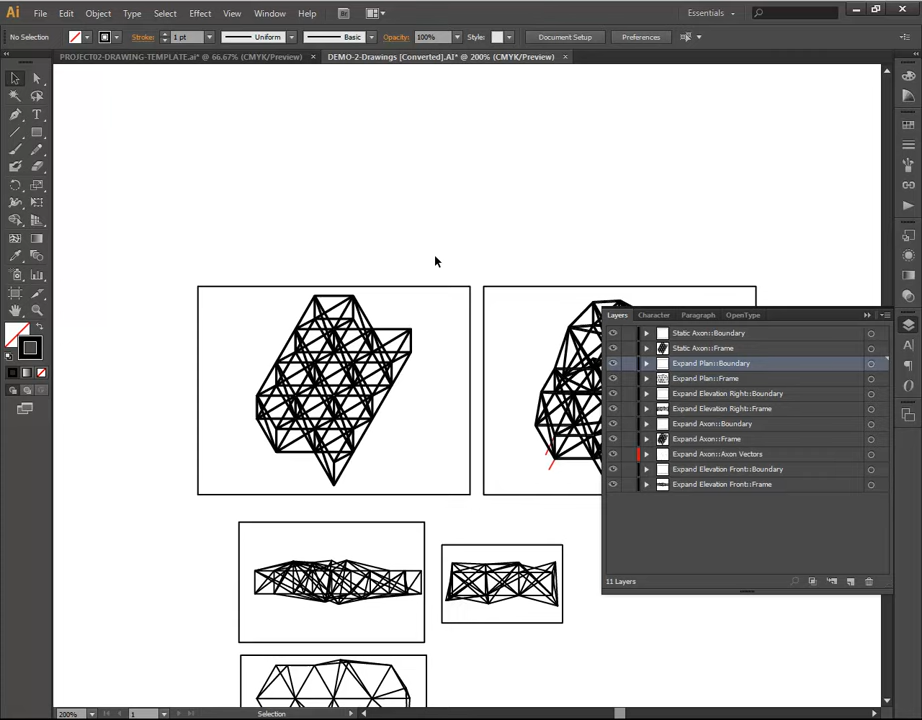 Ai File Edit Object Type Select Effect View Window Help Essentials
No Selection Stroke: 1 pt Uniform Basic Opacity: 100% Style: Document Setup Preferences
PROJECT02-DRAWING-TEMPLATE.ai* @ 66.67% (CMYK/Preview) × DEMO-2-Drawings [Converted].AI* @ 200% (CMYK/Preview) ×
Layers Character Paragraph OpenType
Static Axon::Boundary
Static Axon::Frame
Expand Plan::Boundary
Expand Plan::Frame
Expand Elevation Right::Boundary
Expand Elevation Right::Frame
Expand Axon::Boundary
Expand Axon::Frame
Expand Axon::Axon Vectors
Expand Elevation Front::Boundary
Expand Elevation Front::Frame
11 Layers
200% 1 Selection